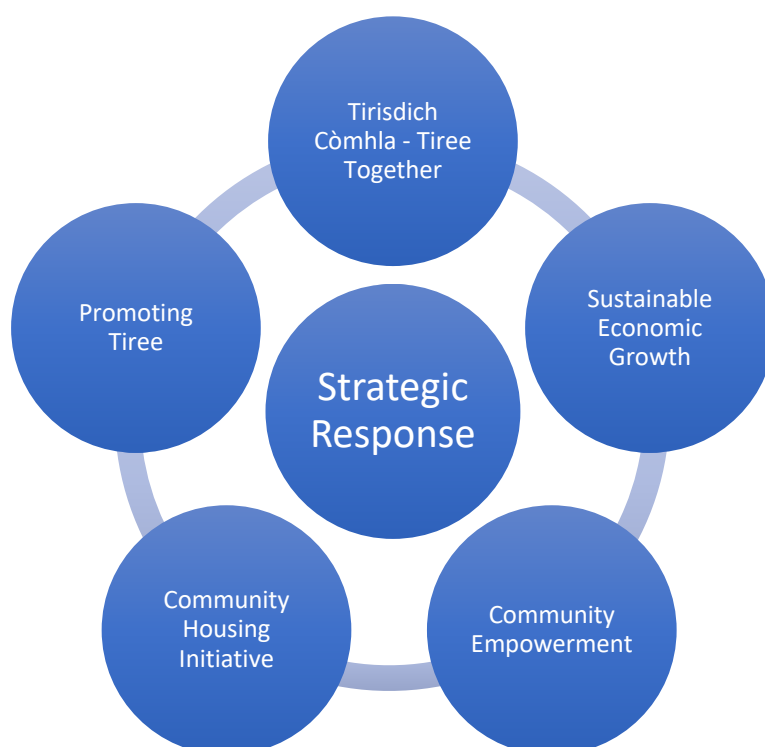 Tirisdich
Còmhla - Tiree
Together
Promoting
Tiree
Sustainable
Economic
Growth
Strategic
Response
Community
Housing
Initiative
Community
Empowerment